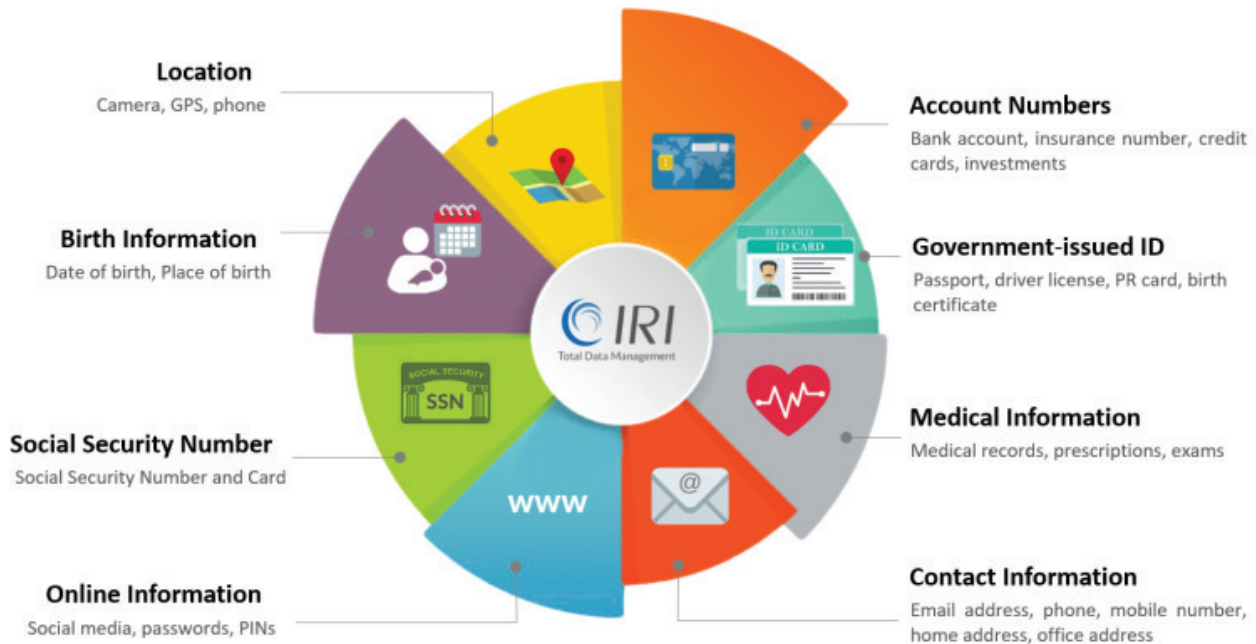 Location
Camera, GPS, phone
Account Numbers
Bank account, insurance number, credit
cards, investments
Birth Information
Date of birth, Place of birth
ID CARD
ID CARD
Government-issued ID
Passport, driver license, PR card, birth
certificate
IRI
Total Data Management
SOCIAL SECURITY
SSN
Social Security Number
Social Security Number and Card
Medical Information
Medical records, prescriptions, exams
www
@
Online Information
Social media, passwords, PINs
Contact Information
Email address, phone, mobile number,
home address, office address